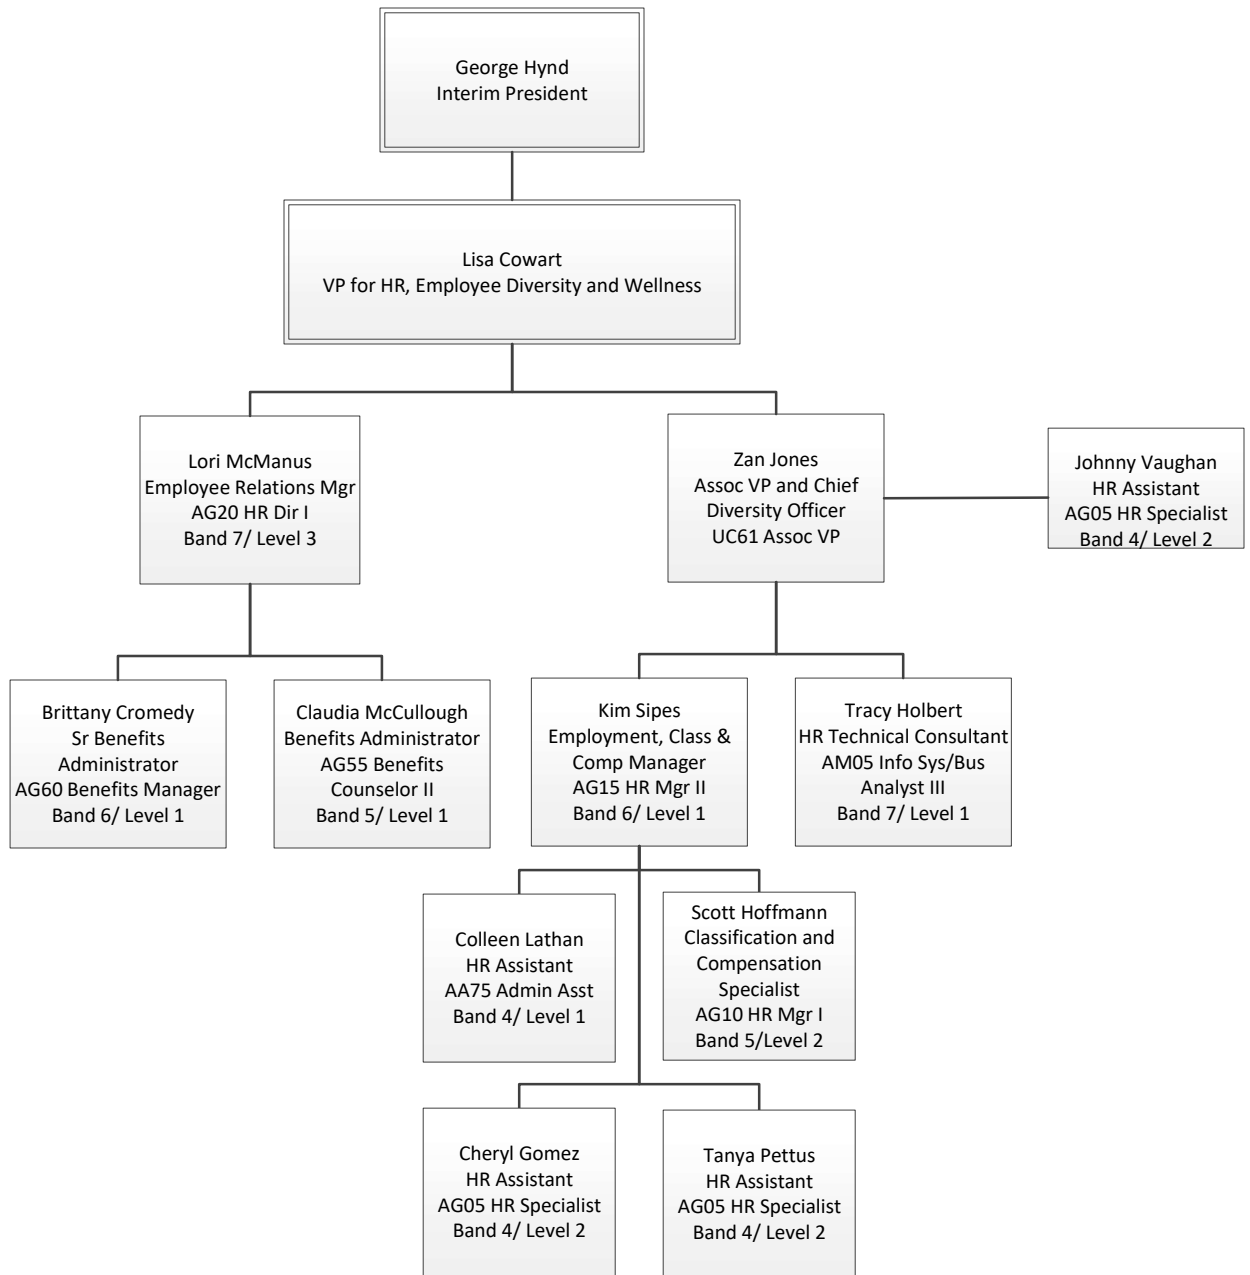 George Hynd
Interim President
Lisa Cowart
VP for HR, Employee Diversity and Wellness
Lori McManus
Employee Relations Mgr
AG20 HR Dir I
Band 7/ Level 3
Zan Jones
Assoc VP and Chief
Diversity Officer
UC61 Assoc VP
Johnny Vaughan
HR Assistant
AG05 HR Specialist
Band 4/ Level 2
Brittany Cromedy
Sr Benefits
Administrator
AG60 Benefits Manager
Band 6/ Level 1
Claudia McCullough
Benefits Administrator
AG55 Benefits
Counselor II
Band 5/ Level 1
Kim Sipes
Employment, Class &
Comp Manager
AG15 HR Mgr II
Band 6/ Level 1
Tracy Holbert
HR Technical Consultant
AM05 Info Sys/Bus
Analyst III
Band 7/ Level 1
Colleen Lathan
HR Assistant
AA75 Admin Asst
Band 4/ Level 1
Scott Hoffmann
Classification and
Compensation
Specialist
AG10 HR Mgr I
Band 5/Level 2
Cheryl Gomez
HR Assistant
AG05 HR Specialist
Band 4/ Level 2
Tanya Pettus
HR Assistant
AG05 HR Specialist
Band 4/ Level 2